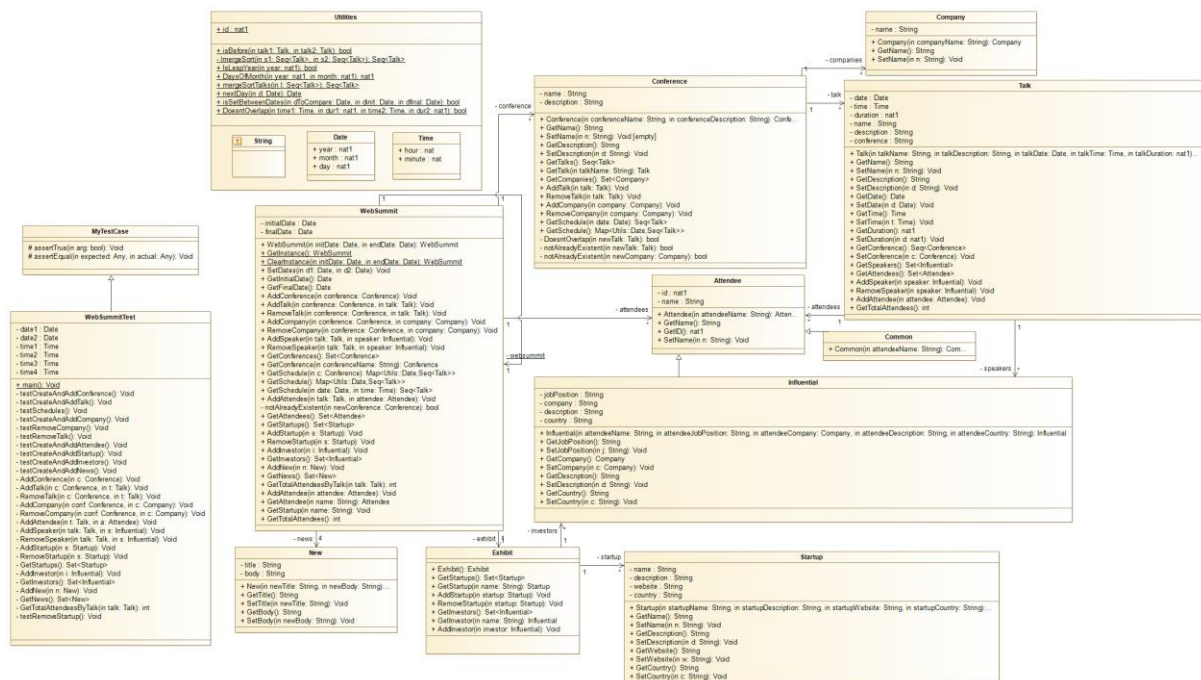 Utilities
+ id : nat1
+ isBefore(in talk1: Talk, in talk2: Talk): bool
- lmergeSort(in s1: Seq<Talk>, in s2: Seq<Talk>): Seq<Talk>
+ IsLeapYear(in year: nat1): bool
+ DaysOfMonth(in year: nat1, in month: nat1): nat1
+ mergeSortTalks(in l: Seq<Talk>): Seq<Talk>
+ nextDay(in d: Date): Date
+ isSetBetweenDates(in dToCompare: Date, in dInit: Date, in dfinal: Date): bool
+ DoesntOverlap(in time1: Time, in dur1: nat1, in time2: Time, in dur2: nat1): bool
String
Date
+ year : nat1
+ month : nat1
+ day : nat1
Time
+ hour : nat
+ minute : nat
Company
- name : String
+ Company(in companyName: String): Company
+ GetName(): String
+ SetName(in n: String): Void
- companies
Conference
- name : String
- description : String
+ Conference(in conferenceName: String, in conferenceDescription: String): Confe...
+ GetName(): String
+ SetName(in n: String): Void [empty]
+ GetDescription(): String
+ SetDescription(in d: String): Void
+ GetTalks(): Seq<Talk>
+ GetTalk(in talkName: String): Talk
+ GetCompanies(): Set<Company>
+ AddTalk(in talk: Talk): Void
+ RemoveTalk(in talk: Talk): Void
+ AddCompany(in company: Company): Void
+ RemoveCompany(in company: Company): Void
+ GetSchedule(in date: Date): Seq<Talk>
+ GetSchedule(): Map<Utils::Date,Seq<Talk>>
- DoesntOverlap(in newTalk: Talk): bool
- notAlreadyExistent(in newTalk: Talk): bool
- notAlreadyExistent(in newCompany: Company): bool
- conference
- talk
1
Talk
- date : Date
- time : Time
- duration : nat1
- name : String
- description : String
- conference : String
+ Talk(in talkName: String, in talkDescription: String, in talkDate: Date, in talkTime: Time, in talkDuration: nat1)...
+ GetName(): String
+ SetName(in n: String): Void
+ GetDescription(): String
+ SetDescription(in d: String): Void
+ GetDate(): Date
+ SetDate(in d: Date): Void
+ GetTime(): Time
+ SetTime(in t: Time): Void
+ GetDuration(): nat1
+ SetDuration(in d: nat1): Void
+ GetConference(): Seq<Conference>
+ SetConference(in c: Conference): Void
+ GetSpeakers(): Set<Influential>
+ GetAttendees(): Set<Attendee>
+ AddSpeaker(in speaker: Influential): Void
+ RemoveSpeaker(in speaker: Influential): Void
+ AddAttendee(in attendee: Attendee): Void
+ GetTotalAttendees(): int
MyTestCase
# assertTrue(in arg: bool): Void
# assertEqual(in expected: Any, in actual: Any): Void
WebSummit
- initialDate : Date
- finalDate : Date
+ WebSummit(in initDate: Date, in endDate: Date): WebSummit
+ GetInstance(): WebSummit
+ ClearInstance(in initDate: Date, in endDate: Date): WebSummit
+ SetDates(in d1: Date, in d2: Date): Void
+ GetInitialDate(): Date
+ GetFinalDate(): Date
+ AddConference(in conference: Conference): Void
+ AddTalk(in conference: Conference, in talk: Talk): Void
+ RemoveTalk(in conference: Conference, in talk: Talk): Void
+ AddCompany(in conference: Conference, in company: Company): Void
+ RemoveCompany(in conference: Conference, in company: Company): Void
+ AddSpeaker(in talk: Talk, in speaker: Influential): Void
+ RemoveSpeaker(in talk: Talk, in speaker: Influential): Void
+ GetConferences(): Set<Conference>
+ GetConference(in conferenceName: String): Conference
+ GetSchedule(in c: Conference): Map<Utils::Date,Seq<Talk>>
+ GetSchedule(): Map<Utils::Date,Seq<Talk>>
+ GetSchedule(in date: Date, in time: Time): Seq<Talk>
+ AddAttendee(in talk: Talk, in attendee: Attendee): Void
- notAlreadyExistent(in newConference: Conference): bool
+ GetAttendees(): Set<Attendee>
+ GetStartups(): Set<Startup>
+ AddStartup(in s: Startup): Void
+ RemoveStartup(in s: Startup): Void
+ AddInvestor(in i: Influential): Void
+ GetInvestors(): Set<Influential>
+ AddNew(in n: New): Void
+ GetNews(): Set<New>
+ GetTotalAttendeesByTalk(in talk: Talk): int
+ AddAttendee(in attendee: Attendee): Void
+ GetAttendee(in name: String): Attendee
+ GetStartup(in name: String): Startup
+ GetTotalAttendees(): int
1
1
1
- attendees
- websummit
1
Attendee
- id : nat1
- name : String
+ Attendee(in attendeeName: String): Atten...
+ GetName(): String
+ GetID(): nat1
+ SetName(in n: String): Void
- attendees
1
Common
+ Common(in attendeeName: String): Com...
1
- speakers
WebSummitTest
- date1 : Date
- date2 : Date
- time1 : Time
- time2 : Time
- time3 : Time
- time4 : Time
+ main(): Void
- testCreateAndAddConference(): Void
- testCreateAndAddTalk(): Void
- testSchedules(): Void
- testCreateAndAddCompany(): Void
- testRemoveCompany(): Void
- testRemoveTalk(): Void
- testCreateAndAddAttendee(): Void
- testCreateAndAddStartup(): Void
- testCreateAndAddInvestors(): Void
- testCreateAndAddNews(): Void
- AddConference(in c: Conference): Void
- AddTalk(in c: Conference, in t: Talk): Void
- RemoveTalk(in c: Conference, in t: Talk): Void
- AddCompany(in conf: Conference, in c: Company): Void
- RemoveCompany(in conf: Conference, in c: Company): Void
- AddAttendee(in t: Talk, in a: Attendee): Void
- AddSpeaker(in talk: Talk, in s: Influential): Void
- RemoveSpeaker(in talk: Talk, in s: Influential): Void
- AddStartup(in s: Startup): Void
- RemoveStartup(in s: Startup): Void
- GetStartups(): Set<Startup>
- AddInvestor(in i: Influential): Void
- GetInvestors(): Set<Influential>
- AddNew(in n: New): Void
- GetNews(): Set<New>
- GetTotalAttendeesByTalk(in talk: Talk): int
- testRemoveStartup(): Void
Influential
- jobPosition : String
- company : String
- description : String
- country : String
+ Influential(in attendeeName: String, in attendeeJobPosition: String, in attendeeCompany: Company, in attendeeDescription: String, in attendeeCountry: String): Influential
+ GetJobPosition(): String
+ SetJobPosition(in j: String): Void
+ GetCompany(): Company
+ SetCompany(in c: Company): Void
+ GetDescription(): String
+ SetDescription(in d: String): Void
+ GetCountry(): String
+ SetCountry(in c: String): Void
- news
- exhibit
- investors
1
New
- title : String
- body : String
+ New(in newTitle: String, in newBody: String):...
+ GetTitle(): String
+ SetTitle(in newTitle: String): Void
+ GetBody(): String
+ SetBody(in newBody: String): Void
Exhibit
+ Exhibit(): Exhibit
+ GetStartups(): Set<Startup>
+ GetStartup(in name: String): Startup
+ AddStartup(in startup: Startup): Void
+ RemoveStartup(in startup: Startup): Void
+ GetInvestors(): Set<Influential>
+ GetInvestor(in name: String): Influential
+ AddInvestor(in investor: Influential): Void
- startup
1
Startup
- name : String
- description : String
- website : String
- country : String
+ Startup(in startupName: String, in startupDescription: String, in startupWebsite: String, in startupCountry: String):...
+ GetName(): String
+ SetName(in n: String): Void
+ GetDescription(): String
+ SetDescription(in d: String): Void
+ GetWebsite(): String
+ SetWebsite(in w: String): Void
+ GetCountry(): String
+ SetCountry(in c: String): Void